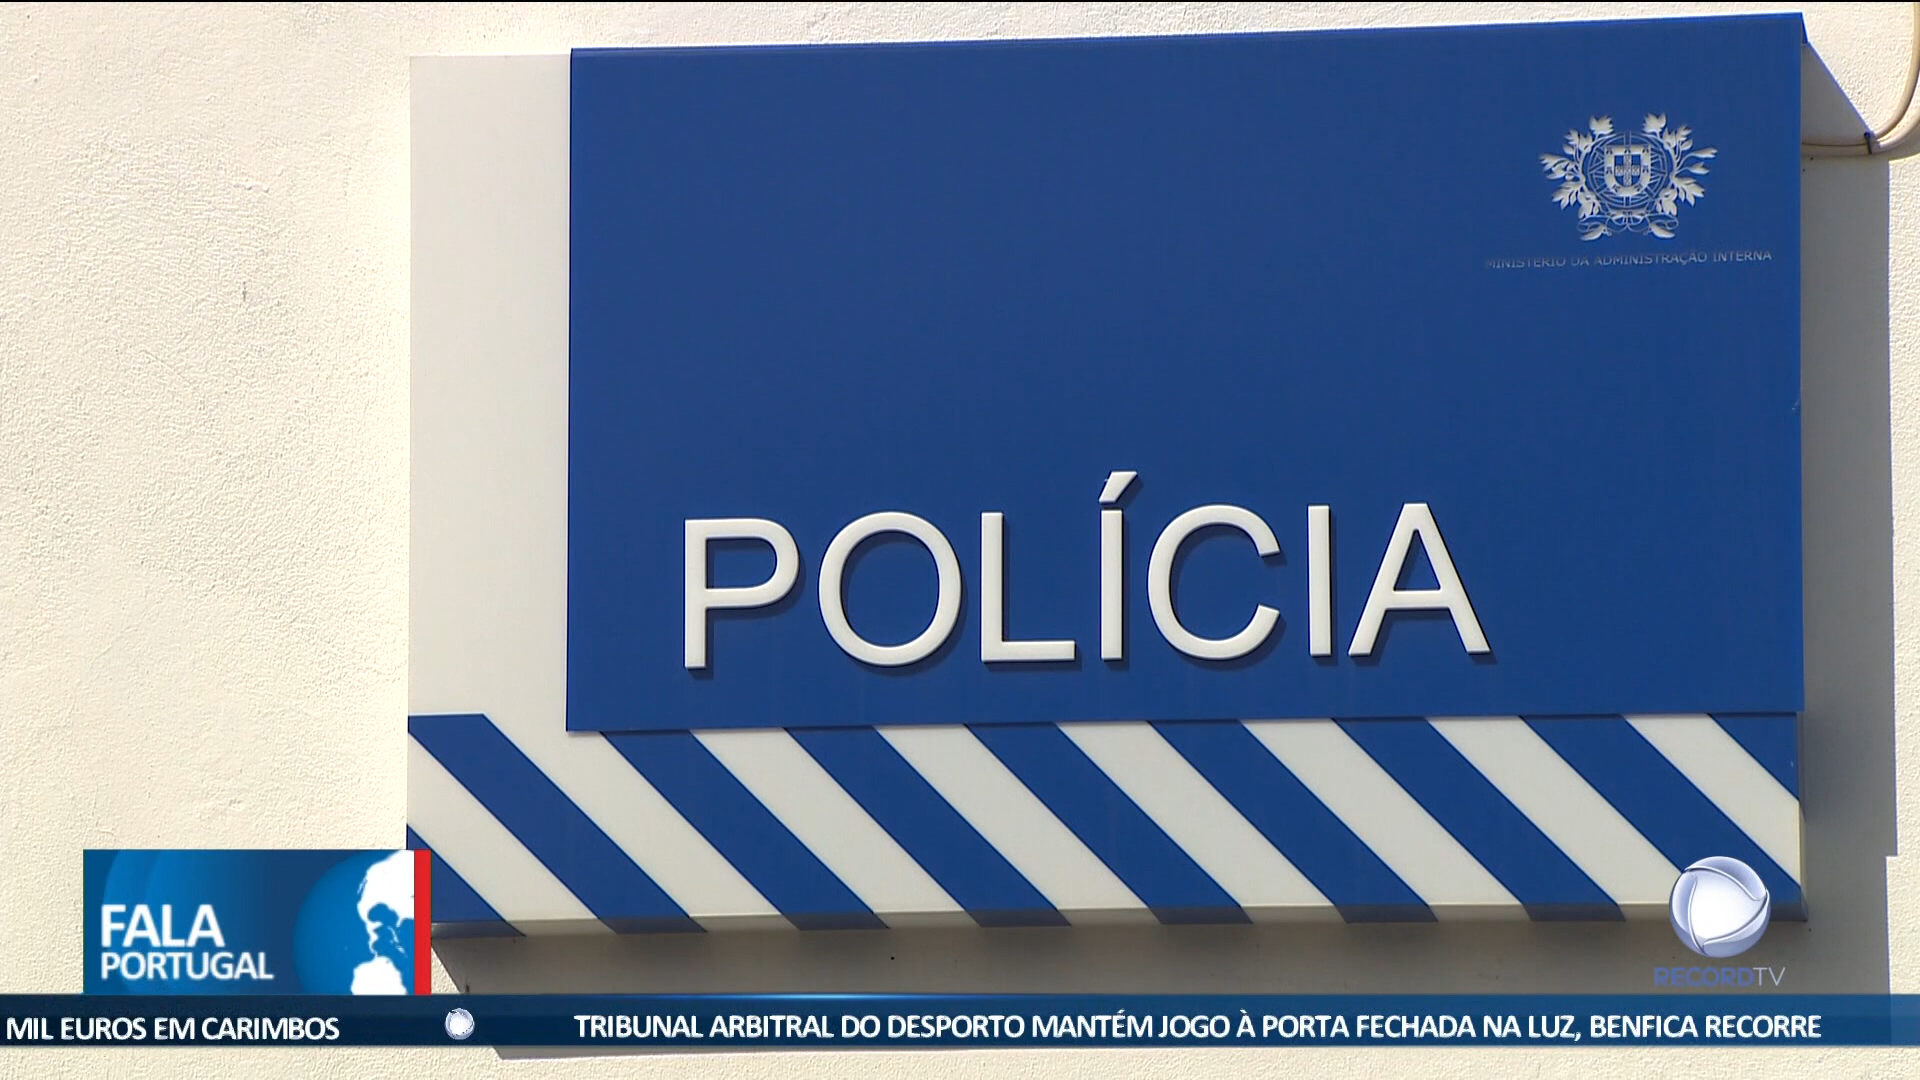 MINISTÉRIO DA ADMINISTRAÇÃO INTERNA
POLÍCIA
FALA
PORTUGAL
RECORDTV
MIL EUROS EM CARIMBOS
TRIBUNAL ARBITRAL DO DESPORTO MANTÉM JOGO À PORTA FECHADA NA LUZ, BENFICA RECORRE